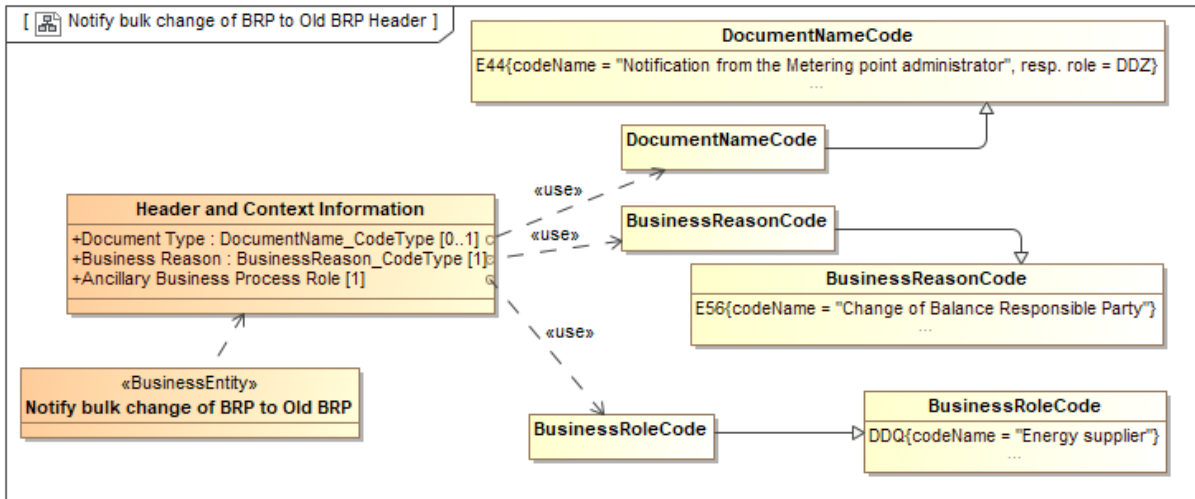 [ Notify bulk change of BRP to Old BRP Header ]
DocumentNameCode
E44{codeName = "Notification from the Metering point administrator", resp. role = DDZ}
...
DocumentNameCode
«use»
Header and Context Information
+Document Type : DocumentName_CodeType [0..1]
+Business Reason : BusinessReason_CodeType [1]
+Ancillary Business Process Role [1]
«use»
BusinessReasonCode
BusinessReasonCode
E56{codeName = "Change of Balance Responsible Party"}
...
«use»
«BusinessEntity»
Notify bulk change of BRP to Old BRP
BusinessRoleCode
BusinessRoleCode
DDQ{codeName = "Energy supplier"}
...